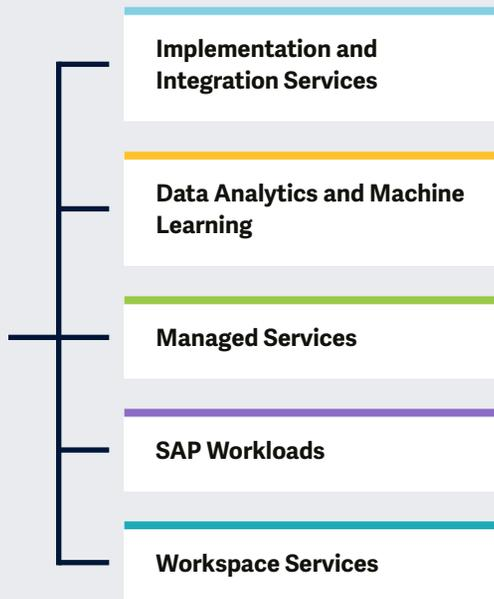 Implementation and
Integration Services
Data Analytics and Machine
Learning
Managed Services
SAP Workloads
Workspace Services